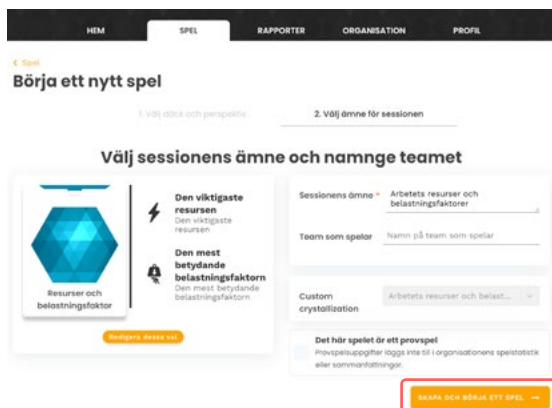 HEM SPEL RAPPORTER ORGANISATION PROFIL
< Spel
Börja ett nytt spel
1. Välj däck och perspektiv 2. Välj ämne för sessionen
Välj sessionens ämne och namnge teamet
Den viktigaste
resursen
Den viktigaste
resursen
Den mest
betydande
belastningsfaktorn
Den mest betydande
belastningsfaktorn
Resurser och
belastningsfaktor
Redigera dessa val
Sessionens ämne * Arbetets resurser och
belastningsfaktorer
Team som spelar Namn på team som spelar
Custom
crystallization
Arbetets resurser och belast...
Det här spelet är ett provspel
Provspelsuppgifter läggs inte till i organisationens spelstatistik
eller sammanfattningar.
SKAPA OCH BÖRJA ETT SPEL →